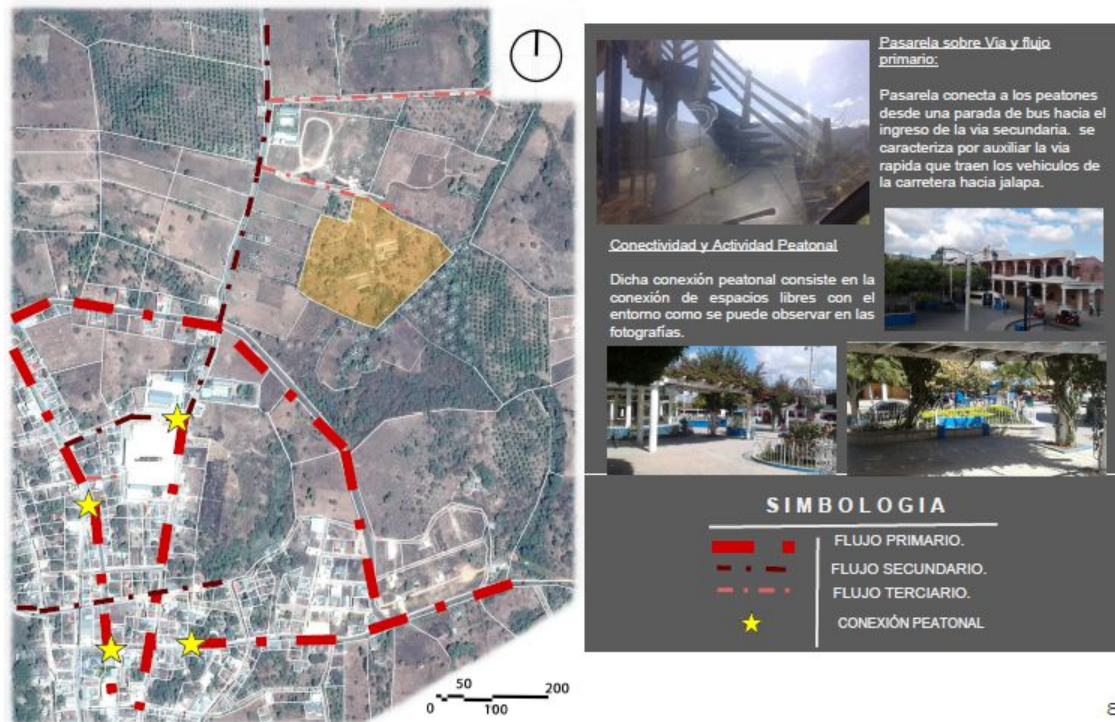 Pasarela sobre Via y flujo
primario:
Pasarela conecta a los peatones
desde una parada de bus hacia el
ingreso de la via secundaria. se
caracteriza por auxiliar la via
rapida que traen los vehiculos de
la carretera hacia jalapa.
Conectividad y Actividad Peatonal
Dicha conexión peatonal consiste en la
conexión de espacios libres con el
entorno como se puede observar en las
fotografías.
SIMBOLOGIA
FLUJO PRIMARIO.
FLUJO SECUNDARIO.
FLUJO TERCIARIO.
CONEXIÓN PEATONAL
50 200
0 100